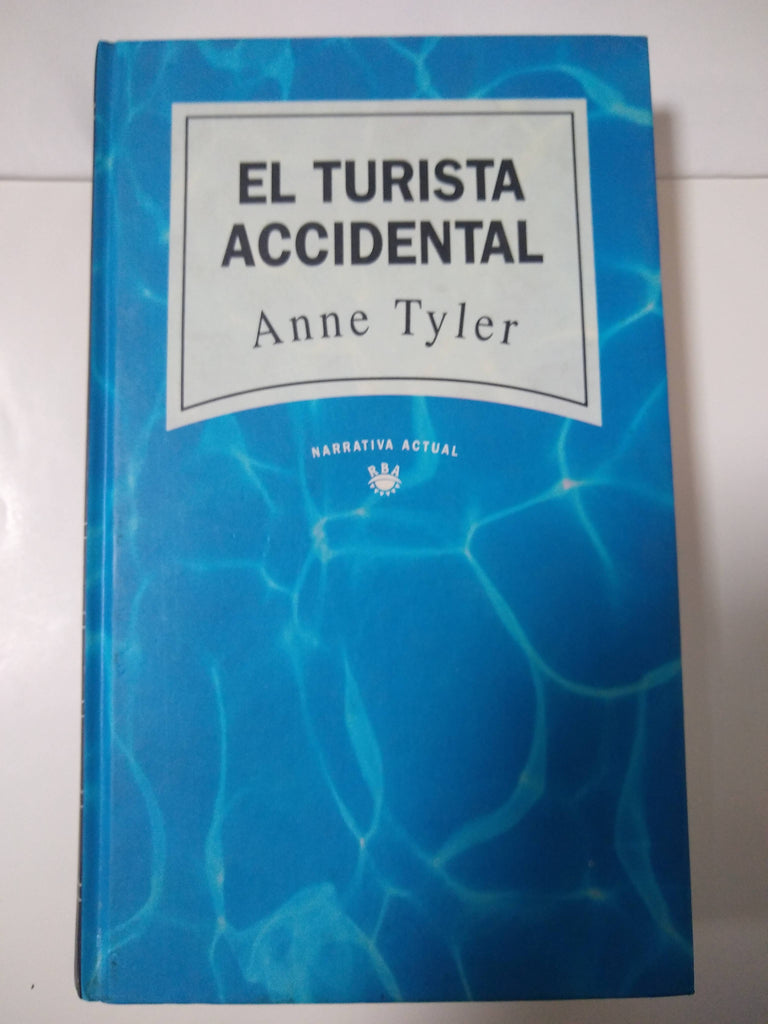 EL TURISTA
ACCIDENTAL
Anne Tyler
NARRATIVA ACTUAL
RBA